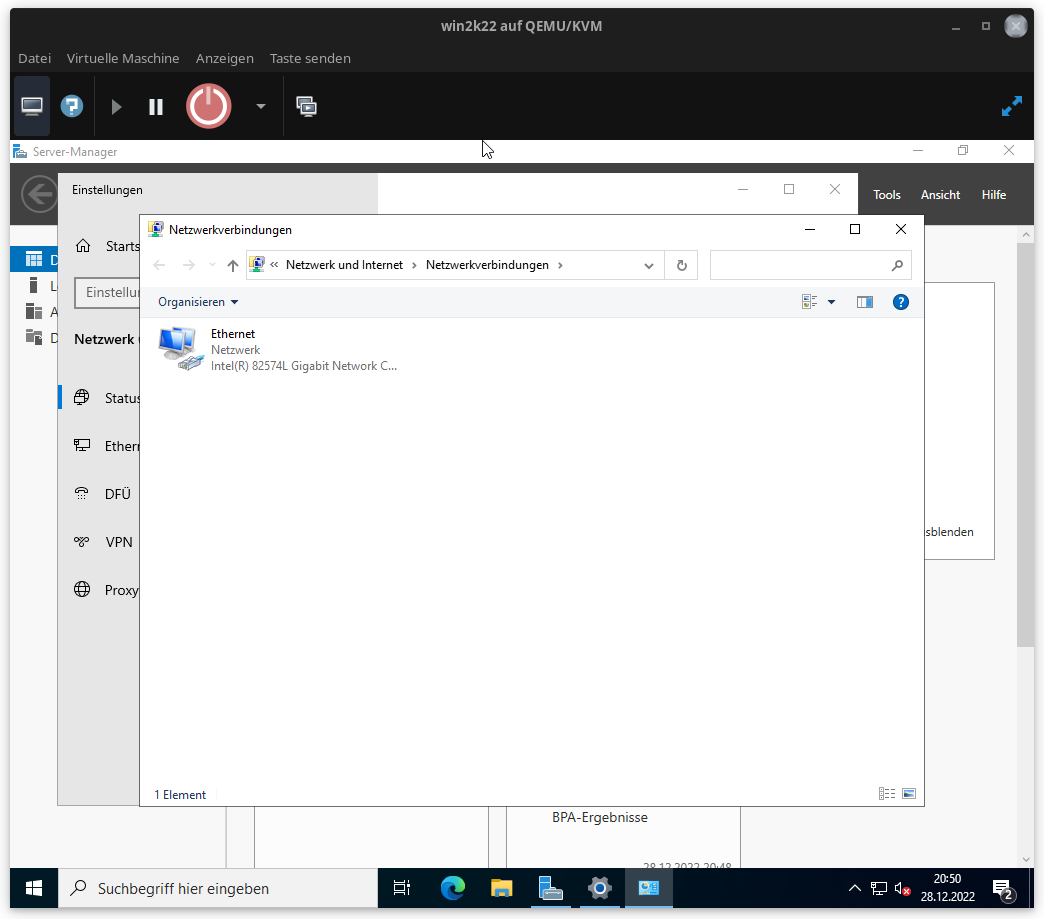 win2k22 auf QEMU/KVM
Datei Virtuelle Maschine Anzeigen Taste senden
Server-Manager
Einstellungen
Tools Ansicht Hilfe
Netzwerkverbindungen
Starts
« Netzwerk und Internet › Netzwerkverbindungen ›
D
Einstellu
L
Organisieren
A
D
Netzwerk
Ethernet
Netzwerk
Intel(R) 82574L Gigabit Network C...
Status
Ethern
DFÜ
usblenden
VPN
Proxy
1 Element
BPA-Ergebnisse
28.12.2022 20:48
Suchbegriff hier eingeben
20:50
28.12.2022
2